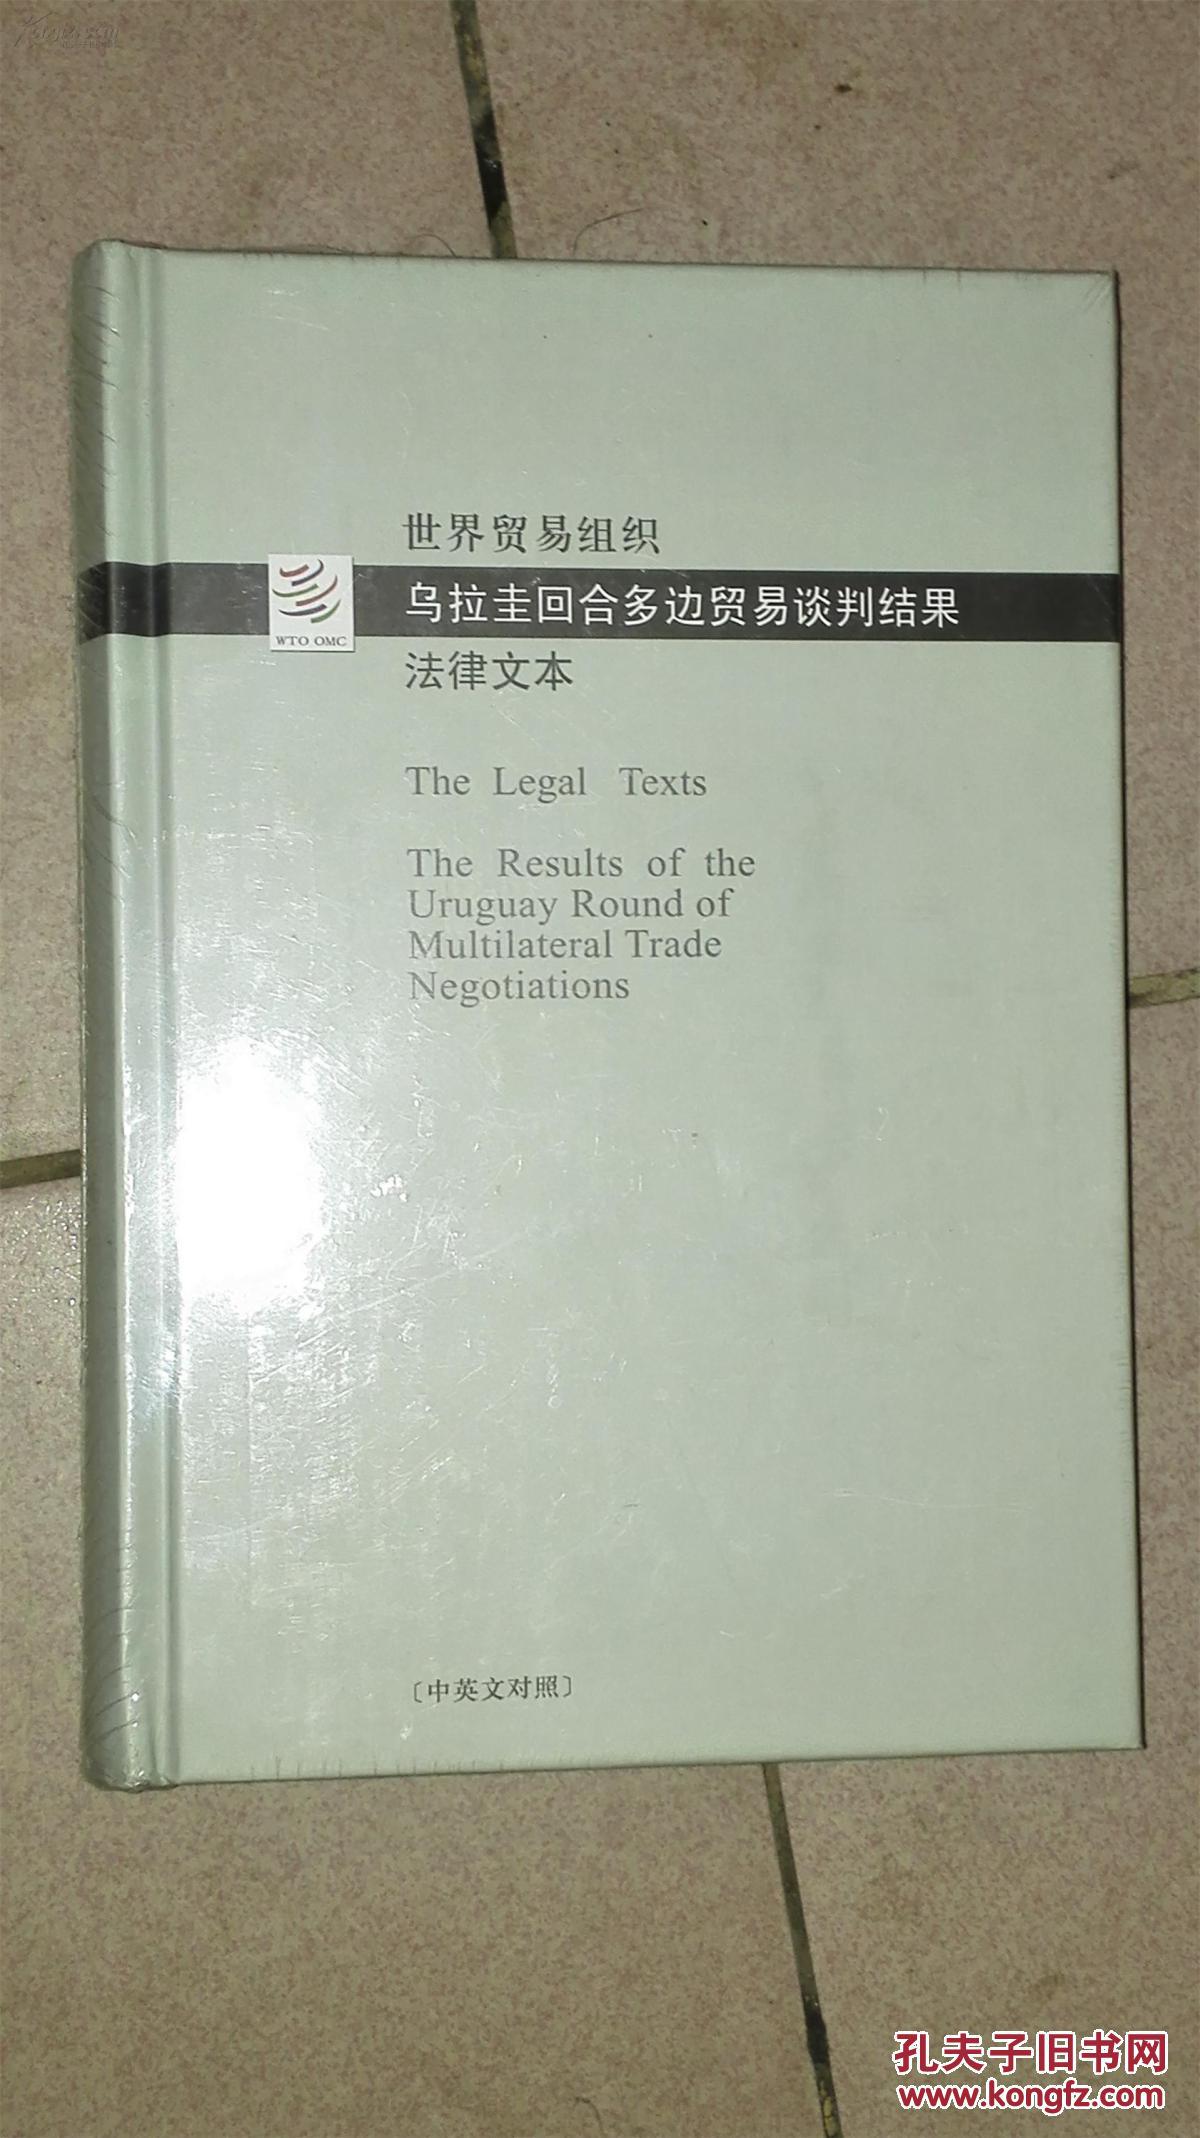 世界贸易组织
WTO OMC
乌拉圭回合多边贸易谈判结果
法律文本
The Legal Texts
The Results of the
Uruguay Round of
Multilateral Trade
Negotiations
〔中英文对照〕
孔夫子旧书网
www.kongfz.com